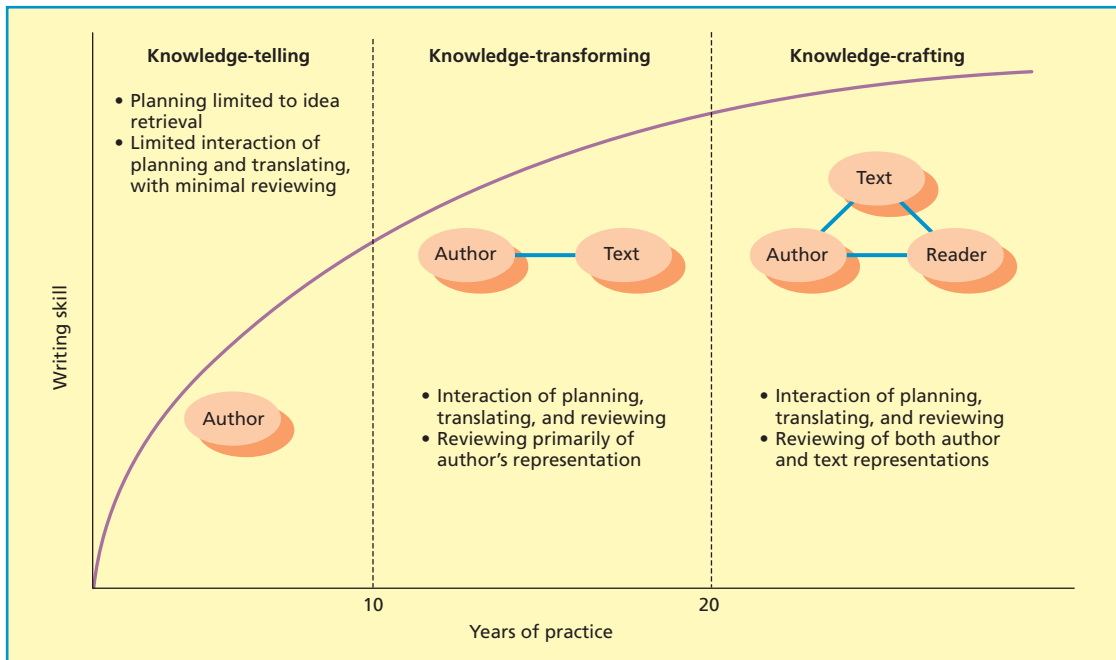 Knowledge-telling
• Planning limited to idea
retrieval
• Limited interaction of
planning and translating,
with minimal reviewing
Author
Knowledge-transforming
Author
Text
• Interaction of planning,
translating, and reviewing
• Reviewing primarily of
author’s representation
Knowledge-crafting
Text
Author
Reader
• Interaction of planning,
translating, and reviewing
• Reviewing of both author
and text representations
Writing skill
10
20
Years of practice